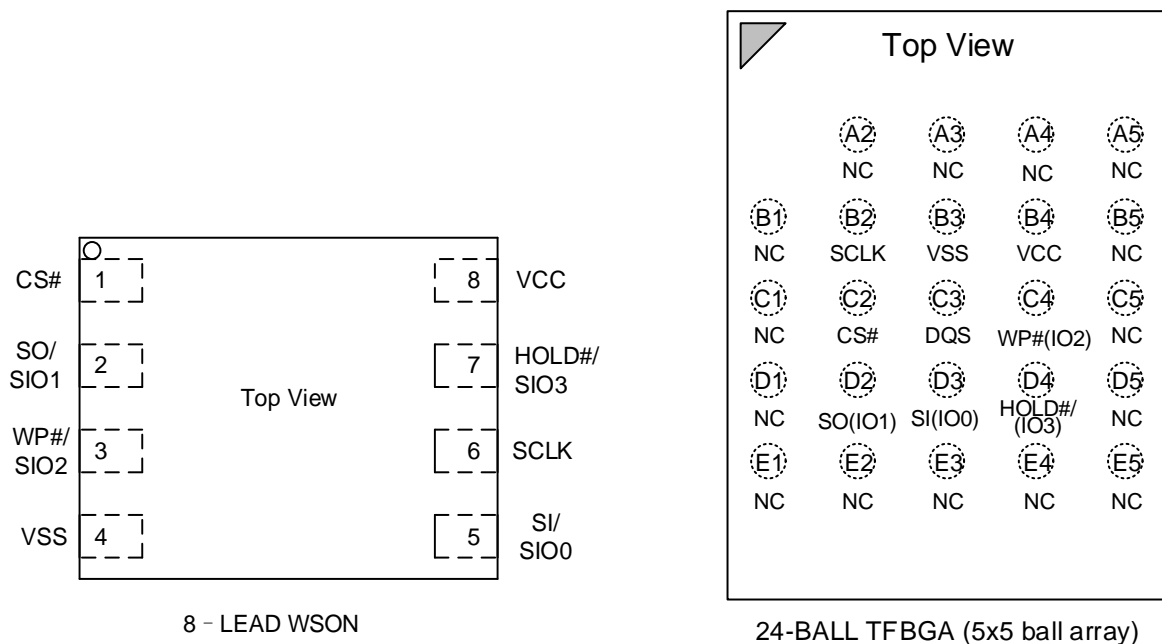 CS#
1
8
VCC
SO/
SIO1
2
7
HOLD#/
SIO3
Top View
WP#/
SIO2
3
6
SCLK
VSS
4
5
SI/
SIO0
8 - LEAD WSON
Top View
A2 A3 A4 A5
NC NC NC NC
B1 B2 B3 B4 B5
NC SCLK VSS VCC NC
C1 C2 C3 C4 C5
NC CS# DQS WP#(IO2) NC
D1 D2 D3 D4 D5
NC SO(IO1) SI(IO0) HOLD#/ (IO3) NC
E1 E2 E3 E4 E5
NC NC NC NC NC
24-BALL TFBGA (5x5 ball array)